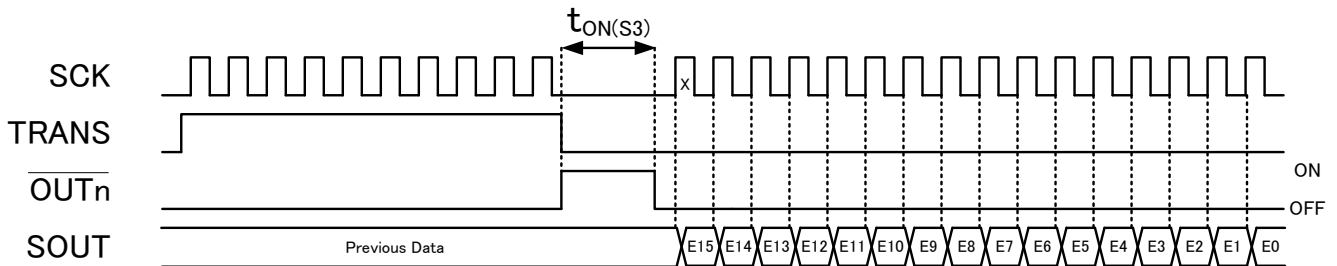 tON(S3)
SCK
X
TRANS
OUTn
ON
OFF
SOUT
Previous Data
E15 E14 E13 E12 E11 E10 E9 E8 E7 E6 E5 E4 E3 E2 E1 E0